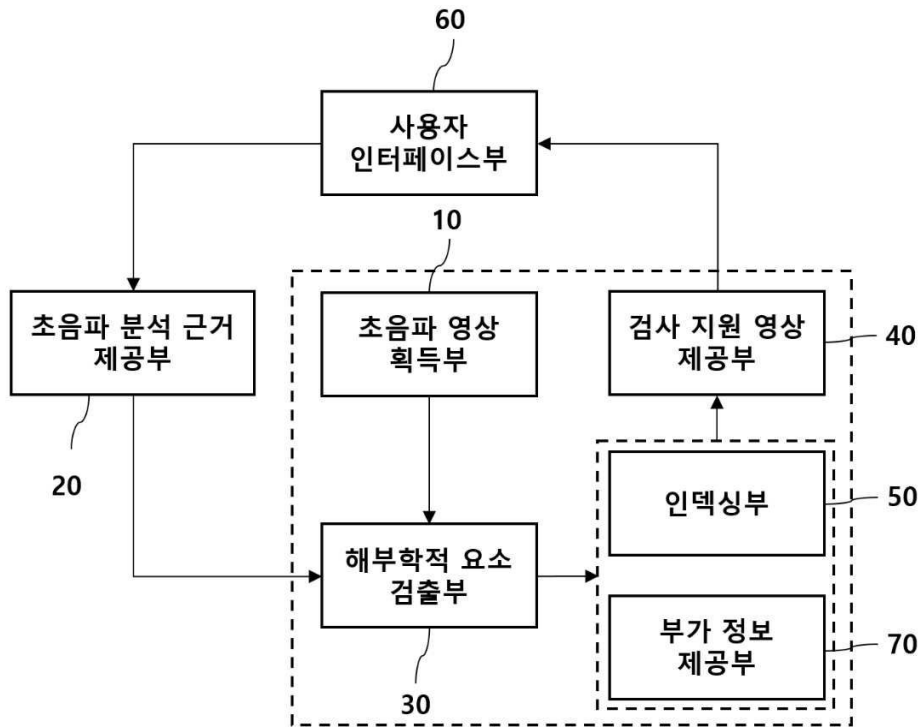 60
사용자
인터페이스부
10
초음파 분석 근거
제공부
초음파 영상
획득부
검사 지원 영상
제공부
40
20
인덱싱부
50
해부학적 요소
검출부
부가 정보
제공부
70
30